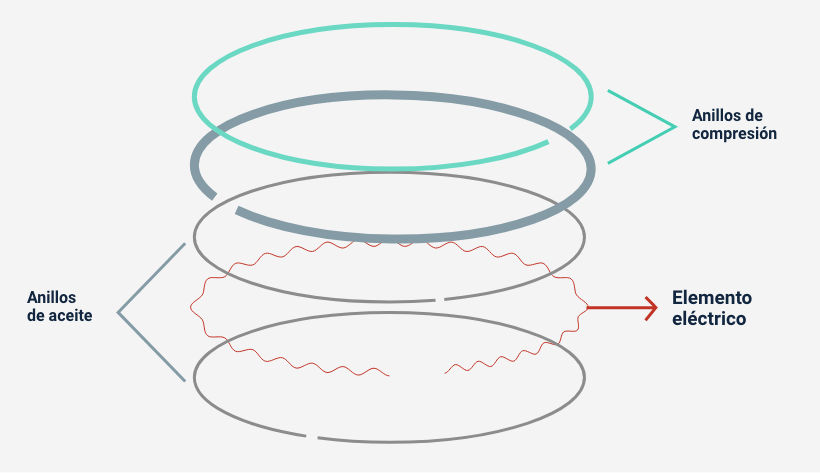 Anillos de
compresión
Anillos
de aceite
Elemento
eléctrico